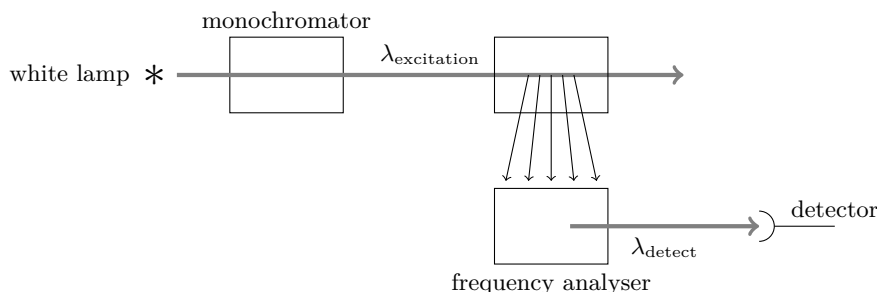 monochromator
white lamp *
λexcitation
detector
λdetect
frequency analyser